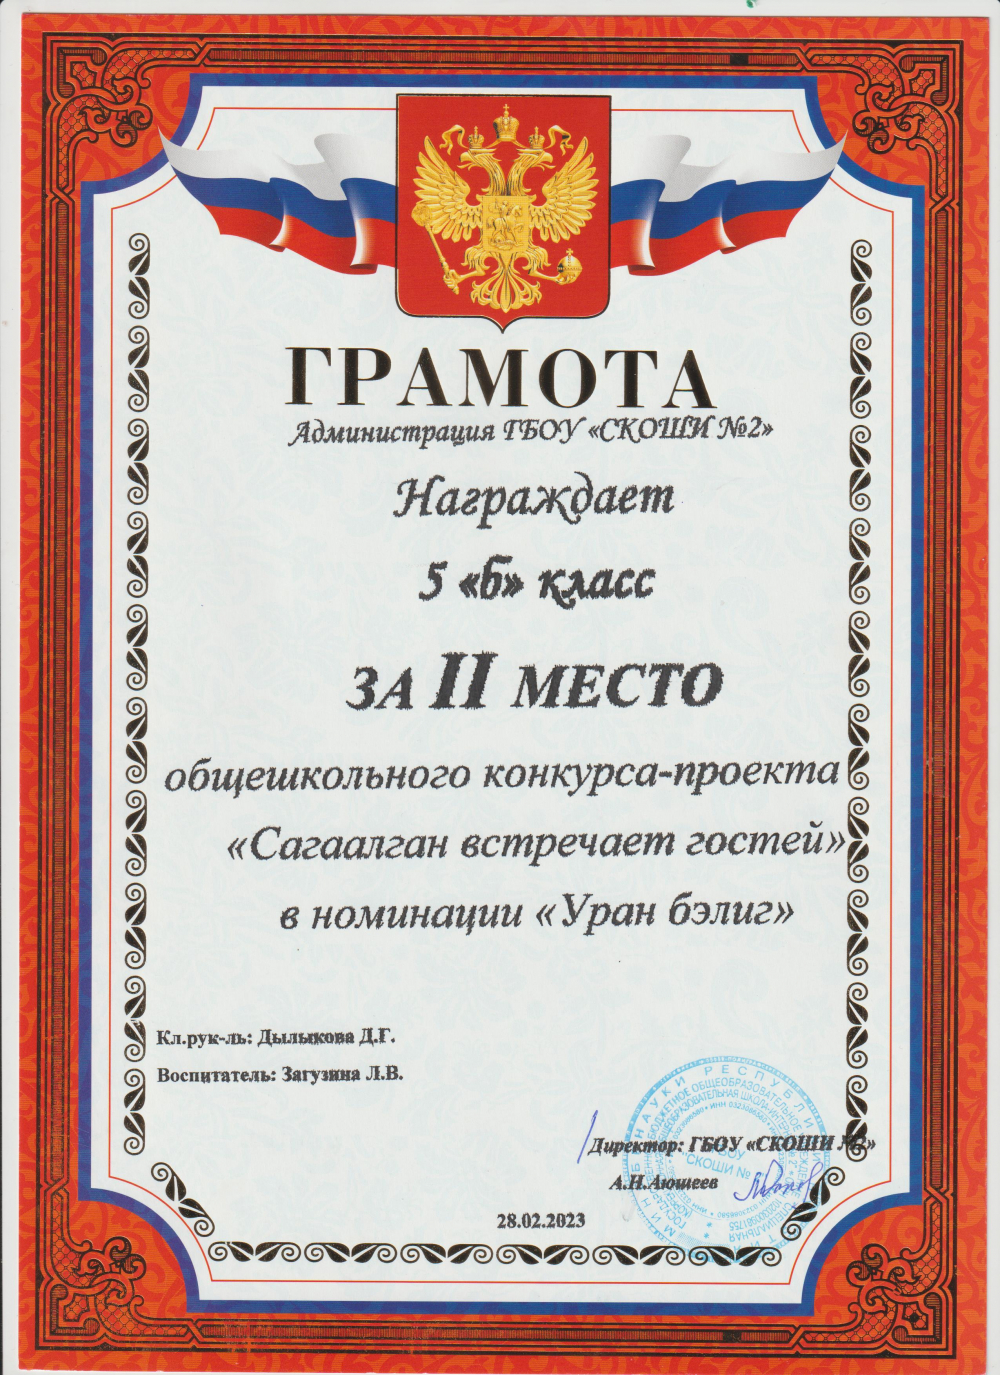 ГРАМОТА
Администрация ГБОУ «СКОШИ №2»
Награждает
5 «б» класс
ЗА II МЕСТО
общешкольного конкурса-проекта
«Сагаалган встречает гостей»
в номинации «Уран бэлиг»
Кл.рук-ль: Дылыкова Д.Г.
Воспитатель: Загузина Л.В.
Директор: ГБОУ «СКОШИ №2»
А.Н.Аюшеев
28.02.2023